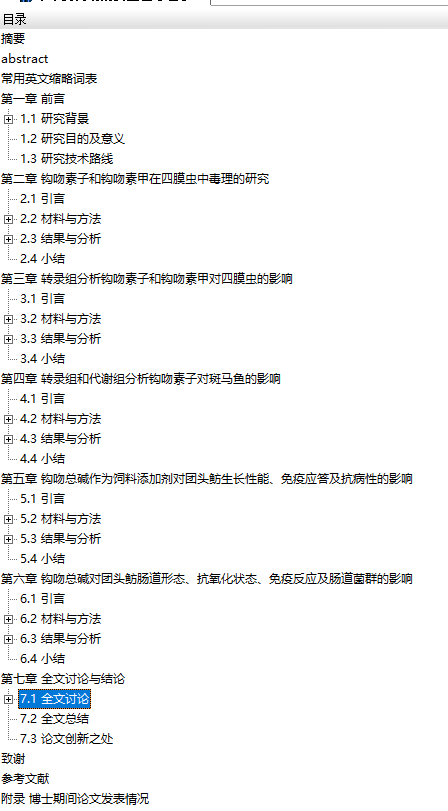 目录
摘要
abstract
常用英文缩略词表
第一章 前言
1.1 研究背景
1.2 研究目的及意义
1.3 研究技术路线
第二章 钩吻素子和钩吻素甲在四膜虫中毒理的研究
2.1 引言
2.2 材料与方法
2.3 结果与分析
2.4 小结
第三章 转录组分析钩吻素子和钩吻素甲对四膜虫的影响
3.1 引言
3.2 材料与方法
3.3 结果与分析
3.4 小结
第四章 转录组和代谢组分析钩吻素子对斑马鱼的影响
4.1 引言
4.2 材料与方法
4.3 结果与分析
4.4 小结
第五章 钩吻总碱作为饲料添加剂对团头鲂生长性能、免疫应答及抗病性的影响
5.1 引言
5.2 材料与方法
5.3 结果与分析
5.4 小结
第六章 钩吻总碱对团头鲂肠道形态、抗氧化状态、免疫反应及肠道菌群的影响
6.1 引言
6.2 材料与方法
6.3 结果与分析
6.4 小结
第七章 全文讨论与结论
7.1 全文讨论
7.2 全文总结
7.3 论文创新之处
致谢
参考文献
附录 博士期间论文发表情况